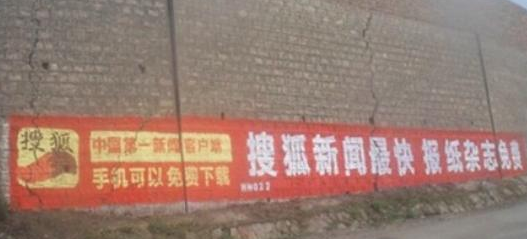 搜狐
中国第一新闻客户端
手机可以免费下载
搜狐新闻最快 报纸杂志免费
HN022